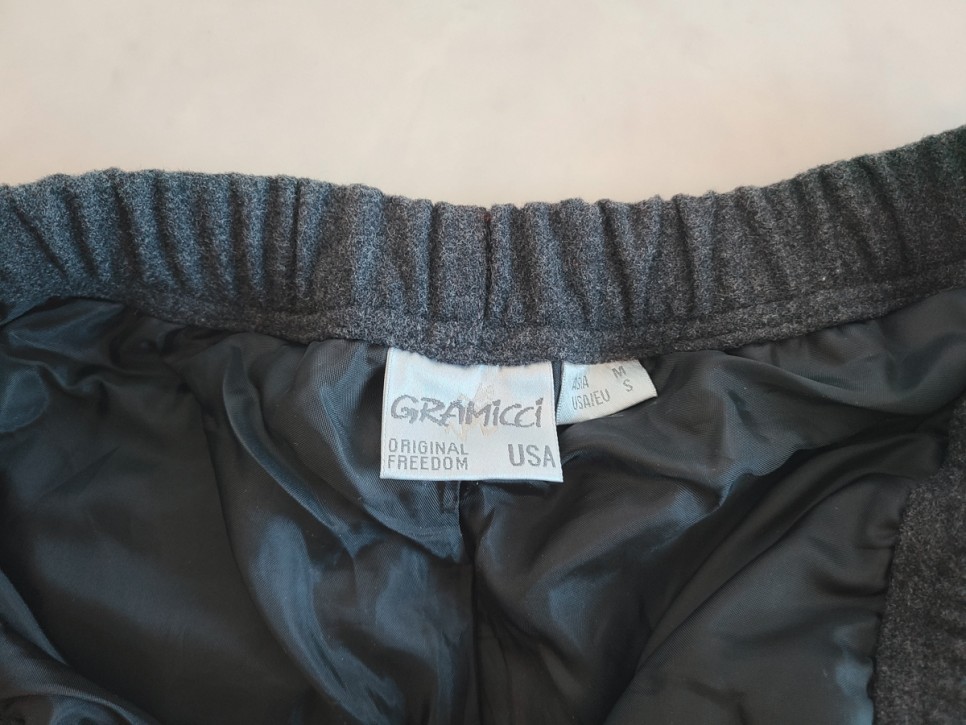 GRAMiCCi
ORIGINAL
FREEDOM USA
ASIA M
USA/EU S